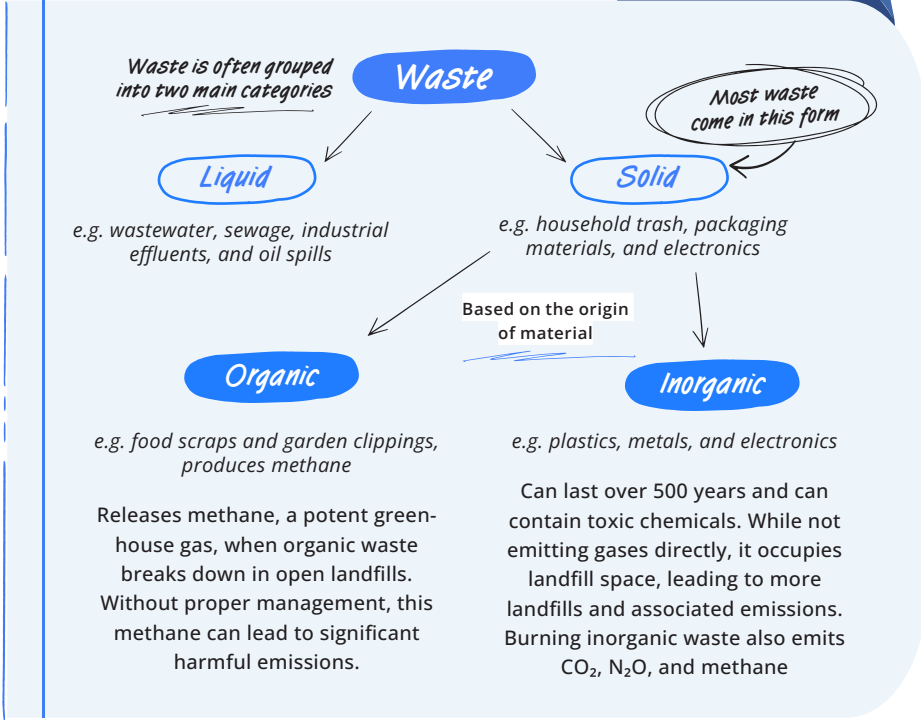 Waste is often grouped
into two main categories
Waste
Most waste
come in this form
Liquid
e.g. wastewater, sewage, industrial
effluents, and oil spills
Solid
e.g. household trash, packaging
materials, and electronics
Based on the origin
of material
Organic
e.g. food scraps and garden clippings,
produces methane
Releases methane, a potent green-
house gas, when organic waste
breaks down in open landfills.
Without proper management, this
methane can lead to significant
harmful emissions.
Inorganic
e.g. plastics, metals, and electronics
Can last over 500 years and can
contain toxic chemicals. While not
emitting gases directly, it occupies
landfill space, leading to more
landfills and associated emissions.
Burning inorganic waste also emits
CO₂, N₂O, and methane